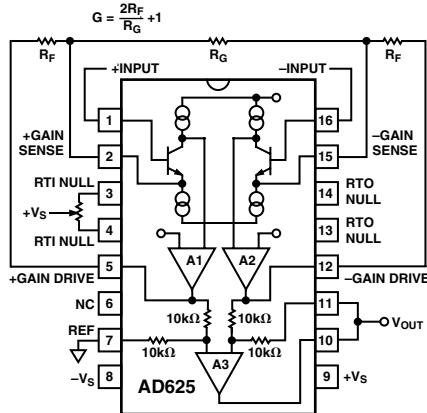 G = 2RF/RG +1
RF
RG
RF
+INPUT
−INPUT
1
16
+GAIN SENSE
2
15
−GAIN SENSE
RTI NULL
3
14
RTO NULL
+VS
RTI NULL
4
13
RTO NULL
A1
A2
5
12
+GAIN DRIVE
−GAIN DRIVE
NC
6
10kΩ
10kΩ
11
VOUT
REF
7
10kΩ
10kΩ
10
A3
−VS
8
AD625
9
+VS